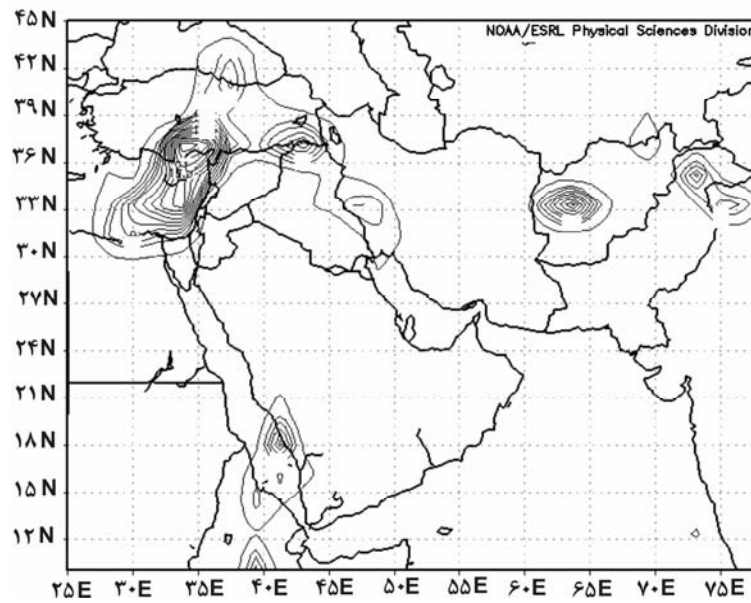 NOAA/ESRL Physical Sciences Division
۴۵N
۴۲N
۳۹N
۳۶N
۳۳N
۳۰N
۲۷N
۲۴N
۲۱N
۱۸N
۱۵N
۱۲N
۲۵E ۳۰E ۳۵E ۴۰E ۴۵E ۵۰E ۵۵E ۶۰E ۶۵E ۷۰E ۷۵E